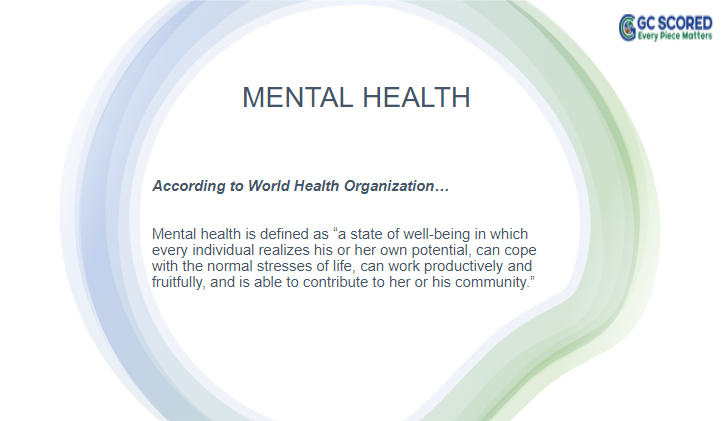 GC SCORED
Every Piece Matters
MENTAL HEALTH
According to World Health Organization…
Mental health is defined as “a state of well-being in which
every individual realizes his or her own potential, can cope
with the normal stresses of life, can work productively and
fruitfully, and is able to contribute to her or his community.”